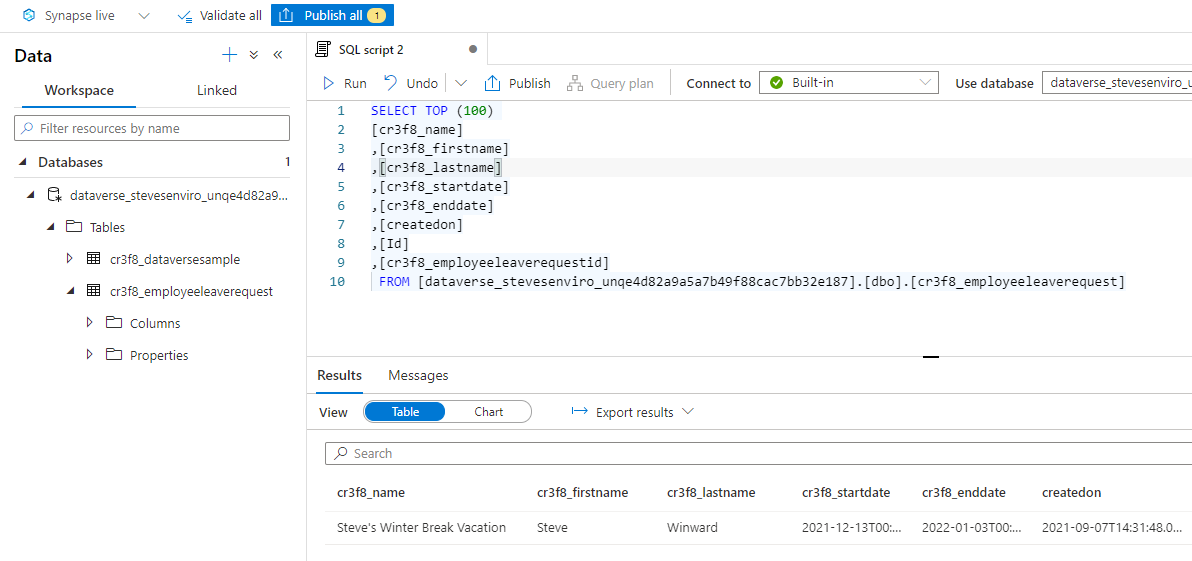 Synapse live
Validate all
Publish all 1
Data
Workspace Linked
Filter resources by name
Databases 1
dataverse_stevesenviro_unqe4d82a9...
Tables
cr3f8_dataversesample
cr3f8_employeeleaverequest
Columns
Properties
SQL script 2
Run Undo Publish Query plan Connect to Built-in Use database dataverse_stevesenviro_u
1 SELECT TOP (100)
2 [cr3f8_name]
3 ,[cr3f8_firstname]
4 ,[cr3f8_lastname]
5 ,[cr3f8_startdate]
6 ,[cr3f8_enddate]
7 ,[createdon]
8 ,[Id]
9 ,[cr3f8_employeeleaverequestid]
10 FROM [dataverse_stevesenviro_unqe4d82a9a5a7b49f88cac7bb32e187].[dbo].[cr3f8_employeeleaverequest]
Results Messages
View Table Chart Export results
Search
cr3f8_name cr3f8_firstname cr3f8_lastname cr3f8_startdate cr3f8_enddate createdon
Steve's Winter Break Vacation Steve Winward 2021-12-13T00:... 2022-01-03T00:... 2021-09-07T14:31:48.0...